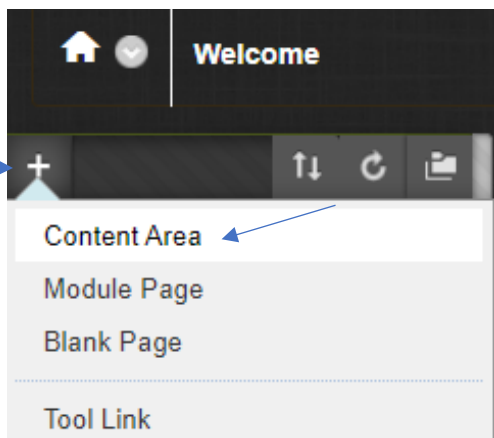 Welcome
Content Area
Module Page
Blank Page
Tool Link